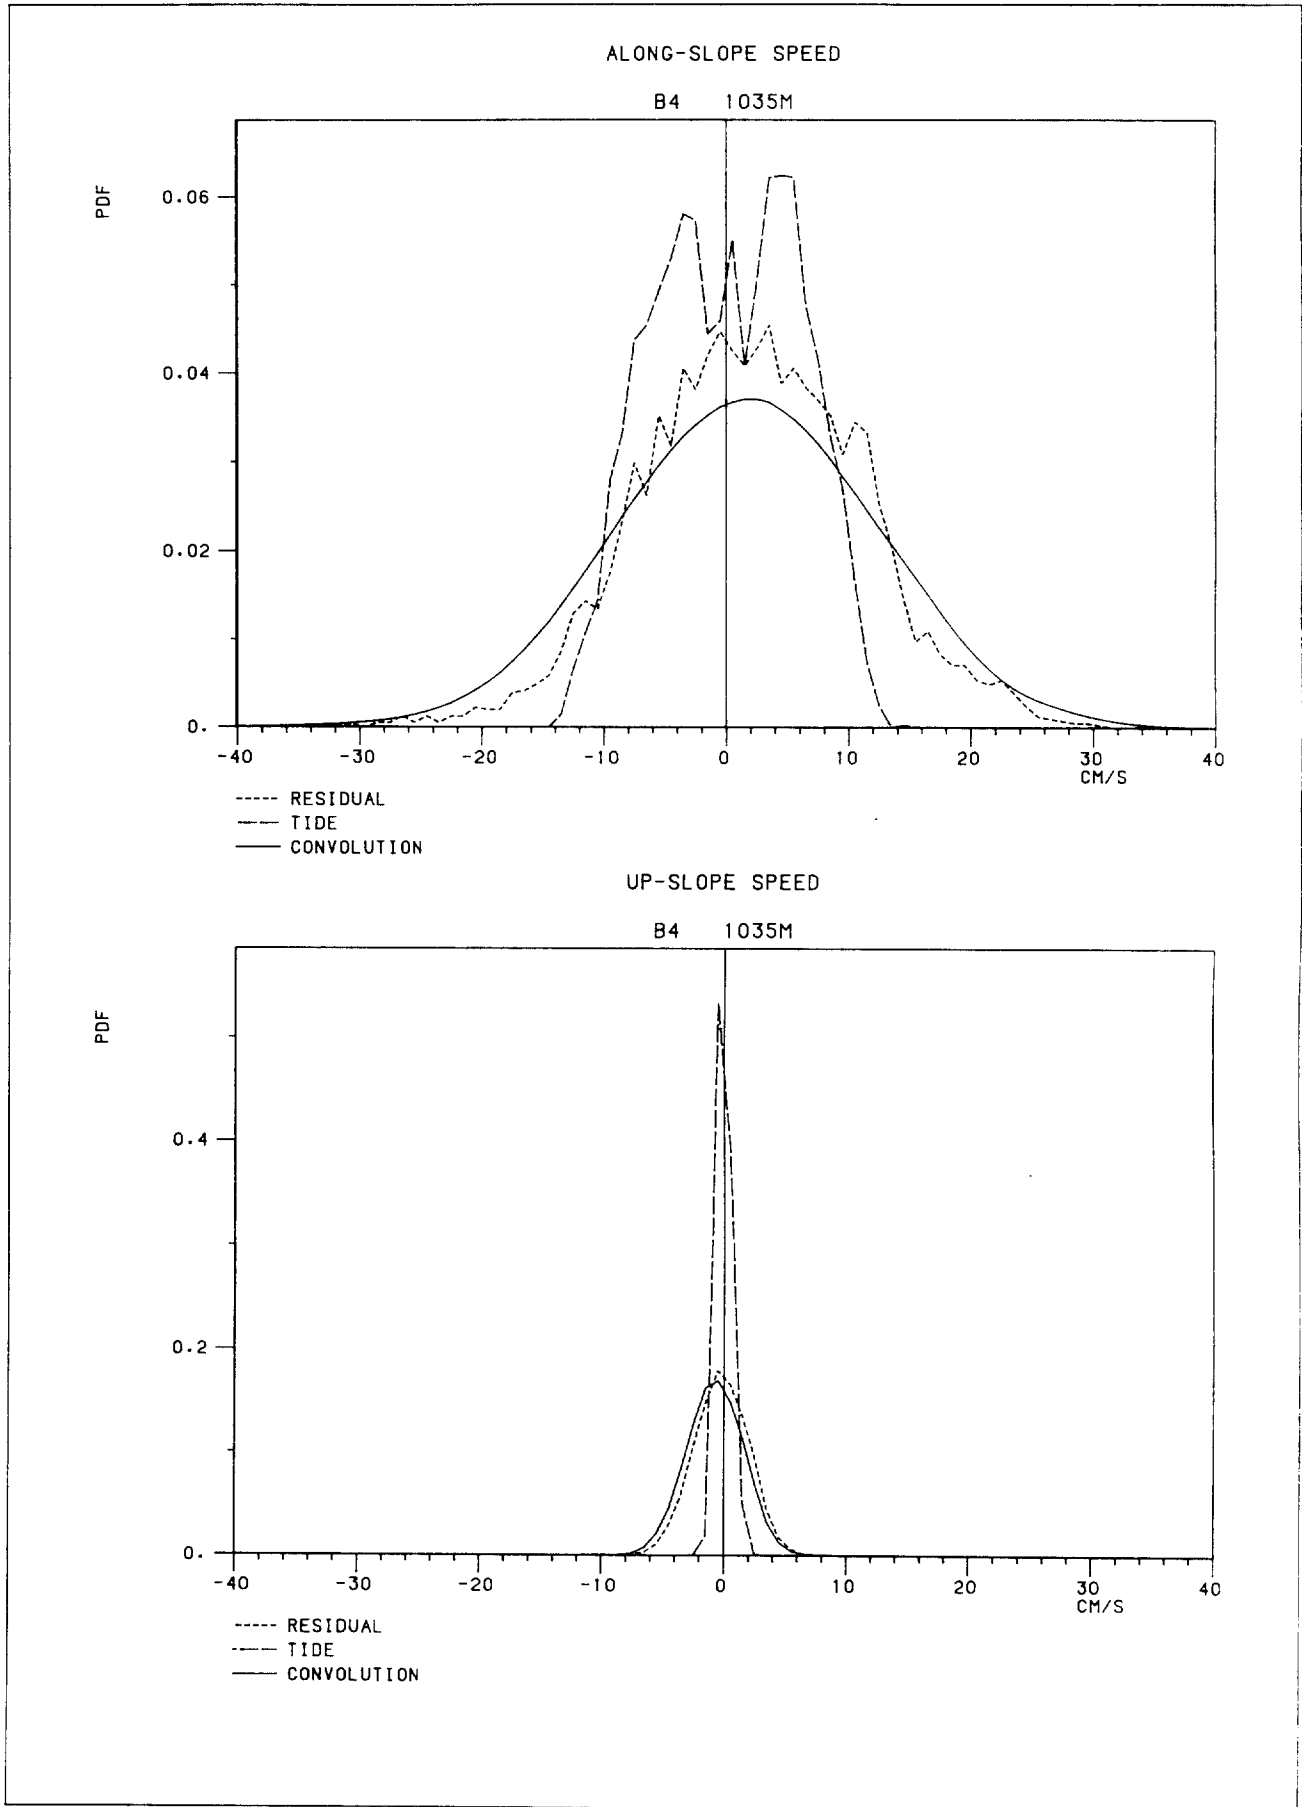 ALONG-SLOPE SPEED
B4 1035M
PDF
0.06
0.04
0.02
0.
-40 -30 -20 -10 0 10 20 30 40
CM/S
RESIDUAL
TIDE
CONVOLUTION
UP-SLOPE SPEED
B4 1035M
PDF
0.4
0.2
0.
-40 -30 -20 -10 0 10 20 30 40
CM/S
RESIDUAL
TIDE
CONVOLUTION